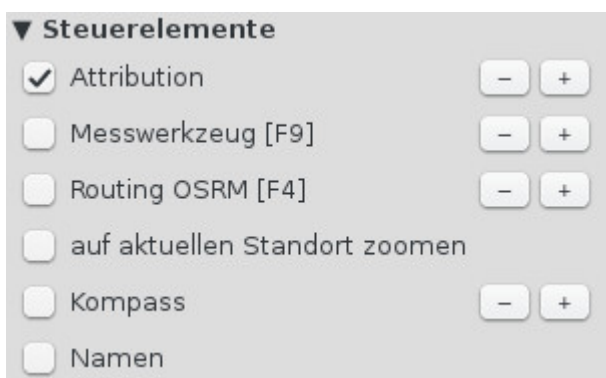 ▼ Steuerelemente
Attribution - +
Messwerkzeug [F9] - +
Routing OSRM [F4] - +
auf aktuellen Standort zoomen
Kompass - +
Namen